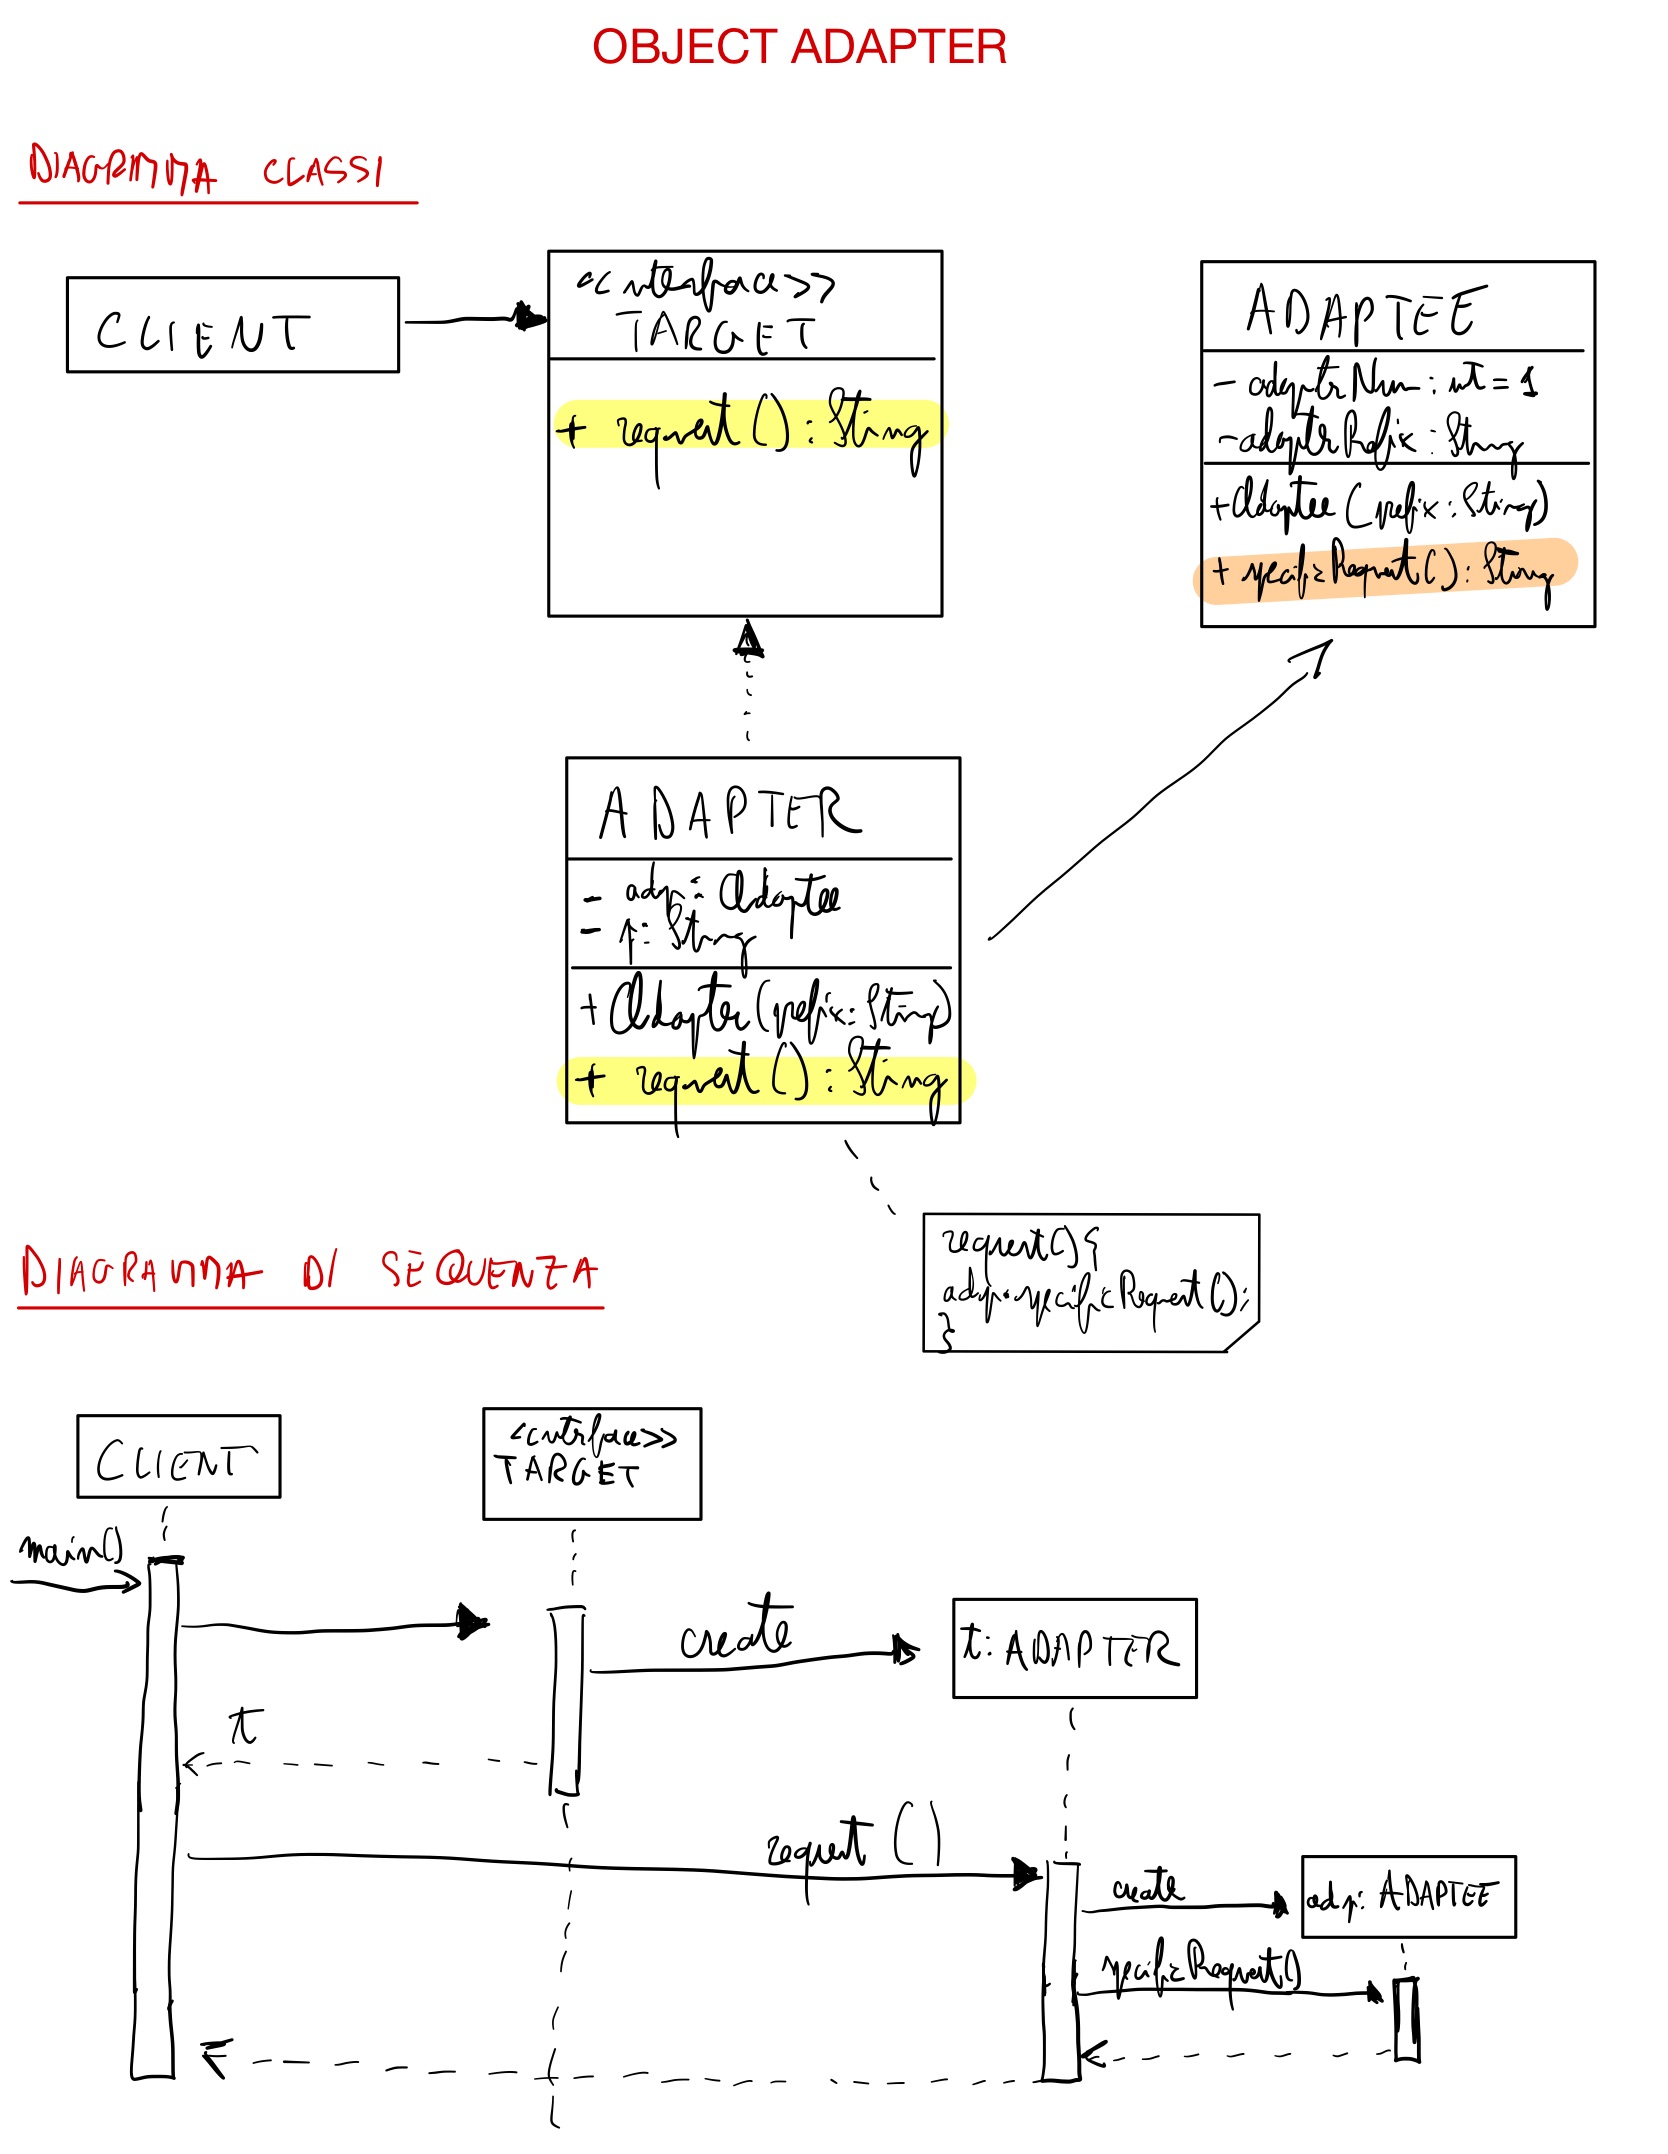 OBJECT ADAPTER
DIAGRAMMA CLASSI
CLIENT
<<interface>>
TARGET
+ request() : String
ADAPTEE
- adapterNum : int = 1
- adapterPrefix : String
+ Adaptee (prefix : String)
+ specificRequest() : String
ADAPTER
- adp : Adaptee
- p : String
+ Adapter (prefix : String)
+ request() : String
request() {
adp.specificRequest();
}
DIAGRAMMA DI SEQUENZA
CLIENT
<<interface>>
TARGET
main()
create
t: ADAPTER
t
request()
create
adp: ADAPTEE
specificRequest()